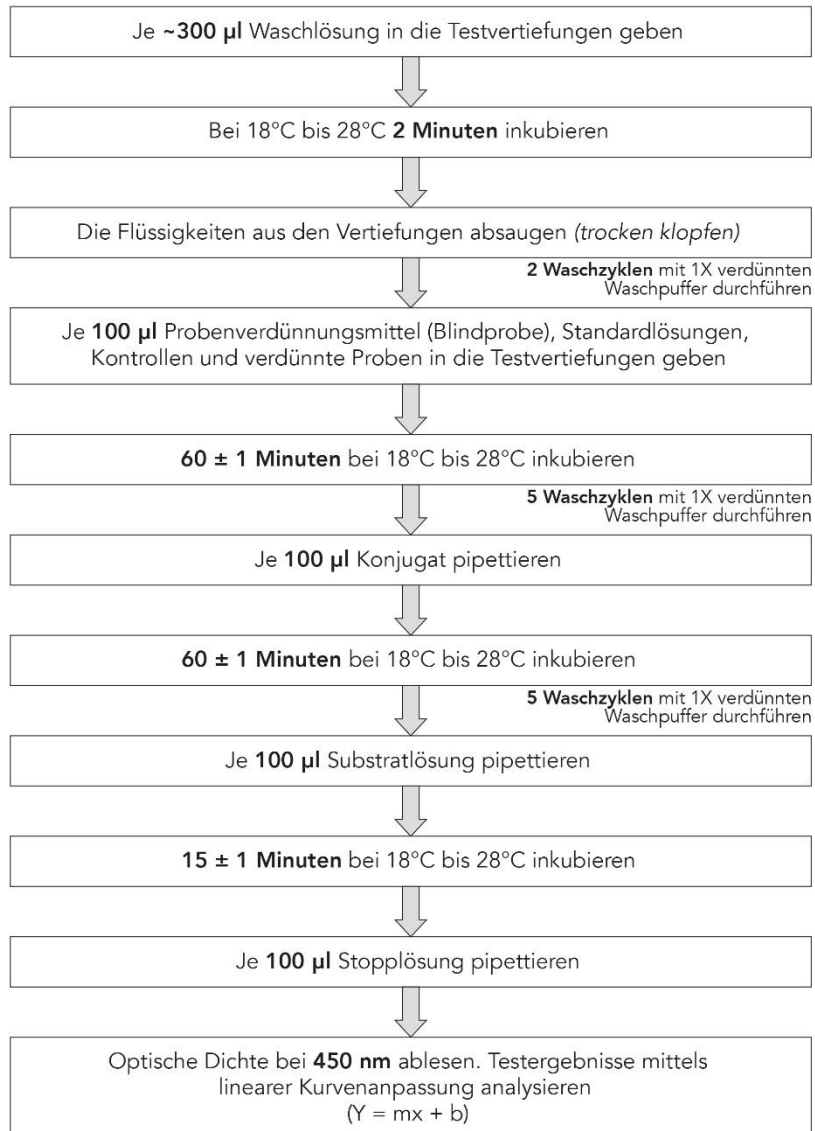 Je ~300 µl Waschlösung in die Testvertiefungen geben
Bei 18°C bis 28°C 2 Minuten inkubieren
Die Flüssigkeiten aus den Vertiefungen absaugen (trocken klopfen)
2 Waschzyklen mit 1X verdünnten
Waschpuffer durchführen
Je 100 µl Probenverdünnungsmittel (Blindprobe), Standardlösungen,
Kontrollen und verdünnte Proben in die Testvertiefungen geben
60 ± 1 Minuten bei 18°C bis 28°C inkubieren
5 Waschzyklen mit 1X verdünnten
Waschpuffer durchführen
Je 100 µl Konjugat pipettieren
60 ± 1 Minuten bei 18°C bis 28°C inkubieren
5 Waschzyklen mit 1X verdünnten
Waschpuffer durchführen
Je 100 µl Substratlösung pipettieren
15 ± 1 Minuten bei 18°C bis 28°C inkubieren
Je 100 µl Stopplösung pipettieren
Optische Dichte bei 450 nm ablesen. Testergebnisse mittels
linearer Kurvenanpassung analysieren
(Y = mx + b)